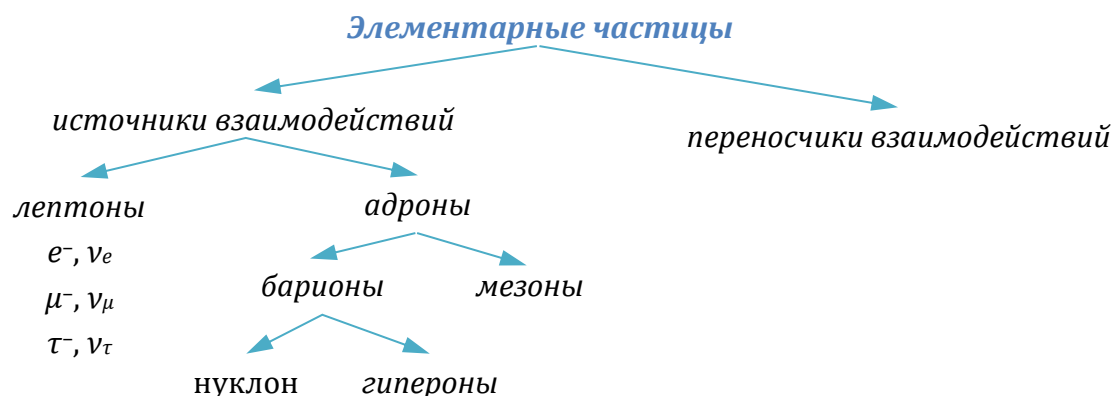 Элементарные частицы
источники взаимодействий
переносчики взаимодействий
лептоны
адроны
e⁻, νe
μ⁻, νμ
τ⁻, ντ
барионы
мезоны
нуклон
гипероны